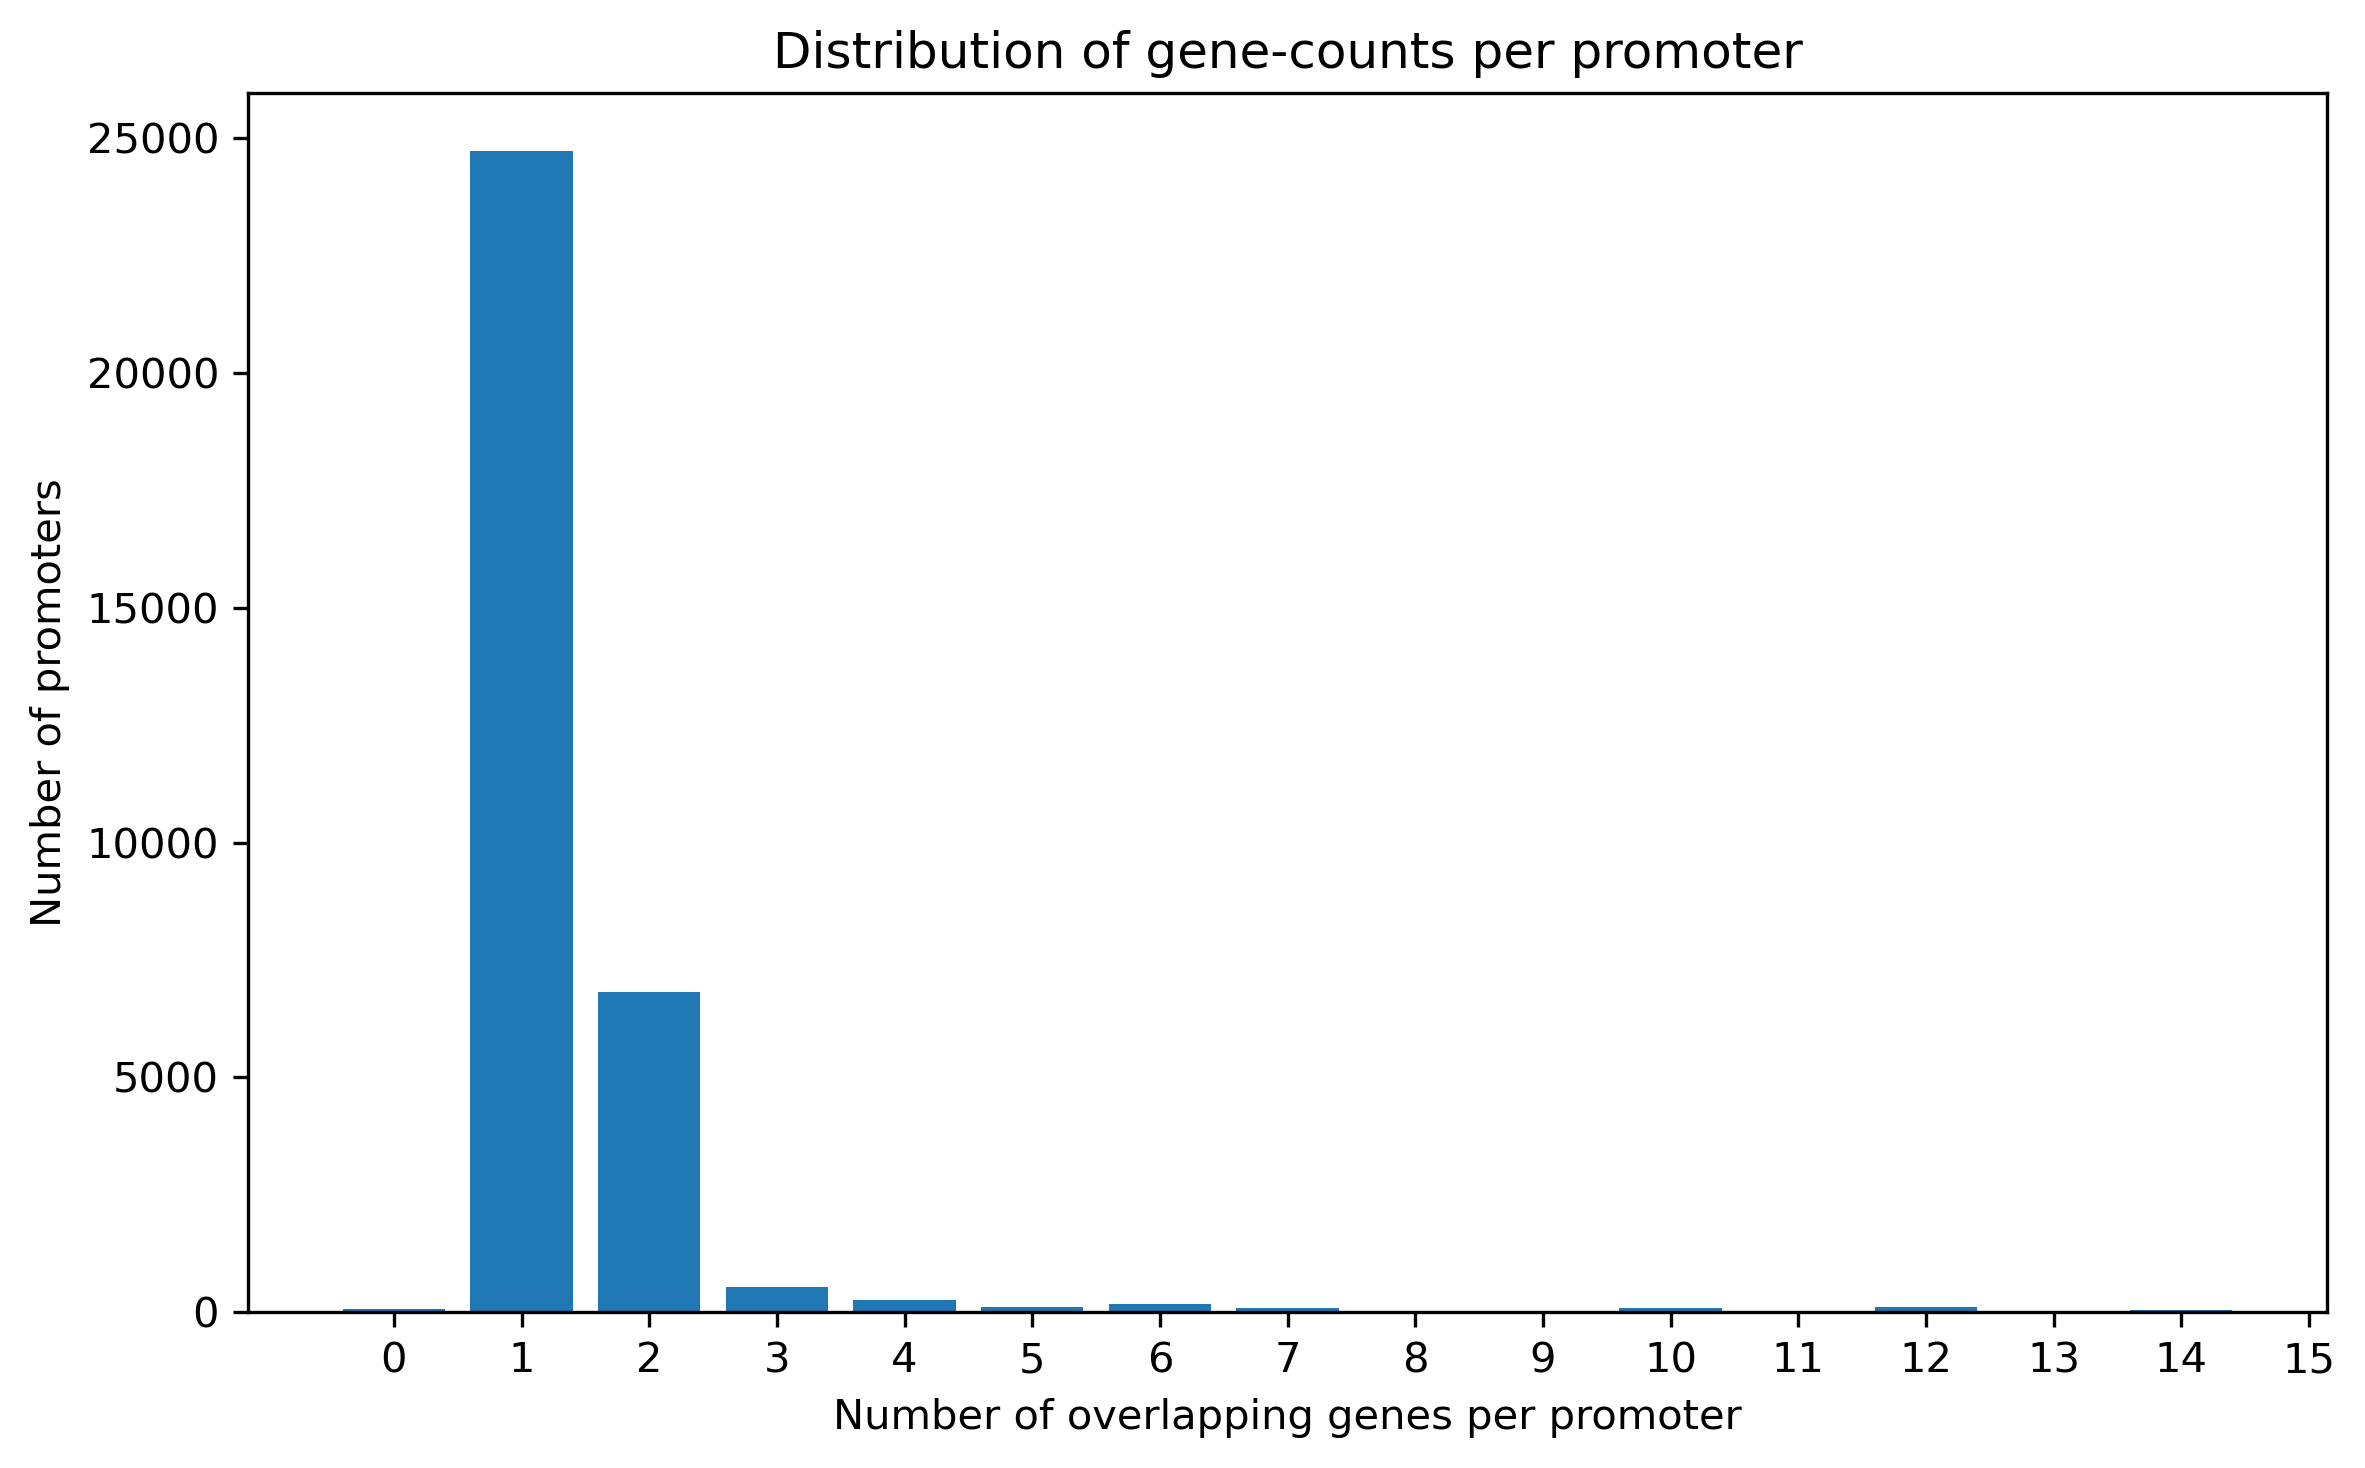 Distribution of gene-counts per promoter
25000
20000
15000
10000
5000
0
Number of promoters
0 1 2 3 4 5 6 7 8 9 10 11 12 13 14 15
Number of overlapping genes per promoter